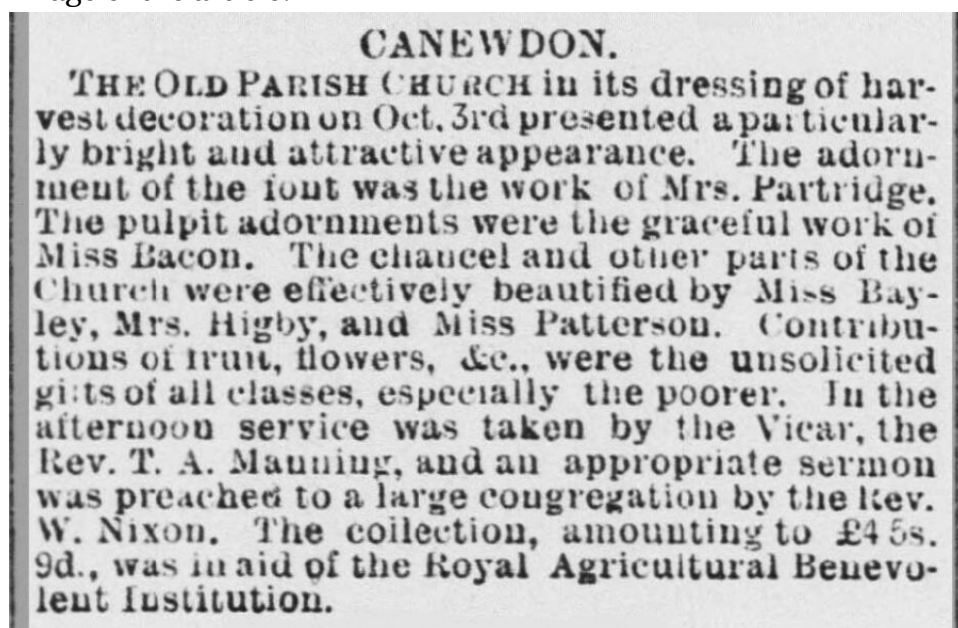 CANEWDON.
THE OLD PARISH CHURCH in its dressing of har-
vest decoration on Oct. 3rd presented a particular-
ly bright and attractive appearance. The adorn-
ment of the font was the work of Mrs. Partridge.
The pulpit adornments were the graceful work of
Miss Bacon. The chancel and other parts of the
Church were effectively beautified by Miss Bay-
ley, Mrs. Higby, and Miss Patterson. Contribu-
tions of fruit, flowers, &c., were the unsolicited
gifts of all classes, especially the poorer. In the
afternoon service was taken by the Vicar, the
Rev. T. A. Manning, and an appropriate sermon
was preached to a large congregation by the Rev.
W. Nixon. The collection, amounting to £4 5s.
9d., was in aid of the Royal Agricultural Benevo-
lent Institution.